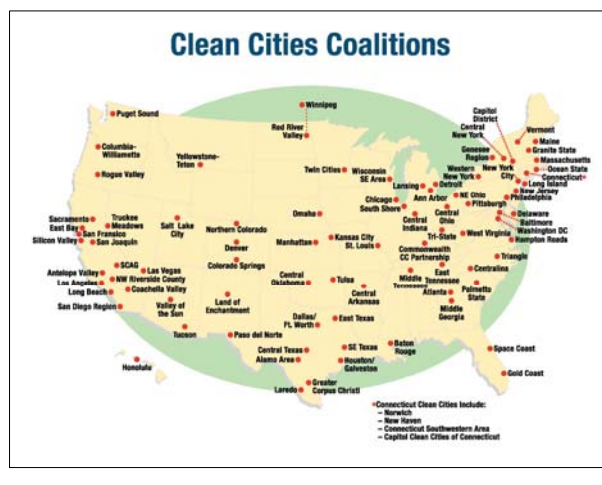 Clean Cities Coalitions
Winnipeg
Puget Sound
Red River
Valley
Capitol
District
Central
New York
Vermont
Maine
Granite State
Massachusetts
Ocean State
Connecticut
Columbia-
Willamette
Genesee
Region
Yellowstone-
Teton
Twin Cities
Wisconsin
SE Area
Western
New York
New York
City
Long Island
New Jersey
Rogue Valley
Lansing
Detroit
Ann Arbor
NE Ohio
Philadelphia
Pittsburgh
Chicago
South Shore
Sacramento
East Bay
San Fransico
Silicon Valley
Truckee
Meadows
San Joaquin
Salt Lake
City
Northern Colorado
Denver
Colorado Springs
Omaha
Manhattan
Kansas City
St. Louis
Central
Indiana
Central
Ohio
Tri-State
West Virginia
Delaware
Baltimore
Washington DC
Hampton Roads
Commonwealth
CC Partnership
Antelope Valley
Los Angeles
Long Beach
San Diego Region
SCAG
NW Riverside County
Coachella Valley
Las Vegas
Valley of
the Sun
Tucson
Land of
Enchantment
Paso del Norte
Central
Oklahoma
Tulsa
Central
Arkansas
Middle
Tennessee
East
Tennessee
Triangle
Centralina
Palmetto
State
Atlanta
Middle
Georgia
Dallas/
Ft. Worth
East Texas
Central Texas
Alamo Area
SE Texas
Houston/
Galveston
Baton
Rouge
Laredo
Greater
Corpus Christi
Space Coast
Gold Coast
Honolulu
Connecticut Clean Cities Include:
– Norwich
– New Haven
– Connecticut Southwestern Area
– Capitol Clean Cities of Connecticut